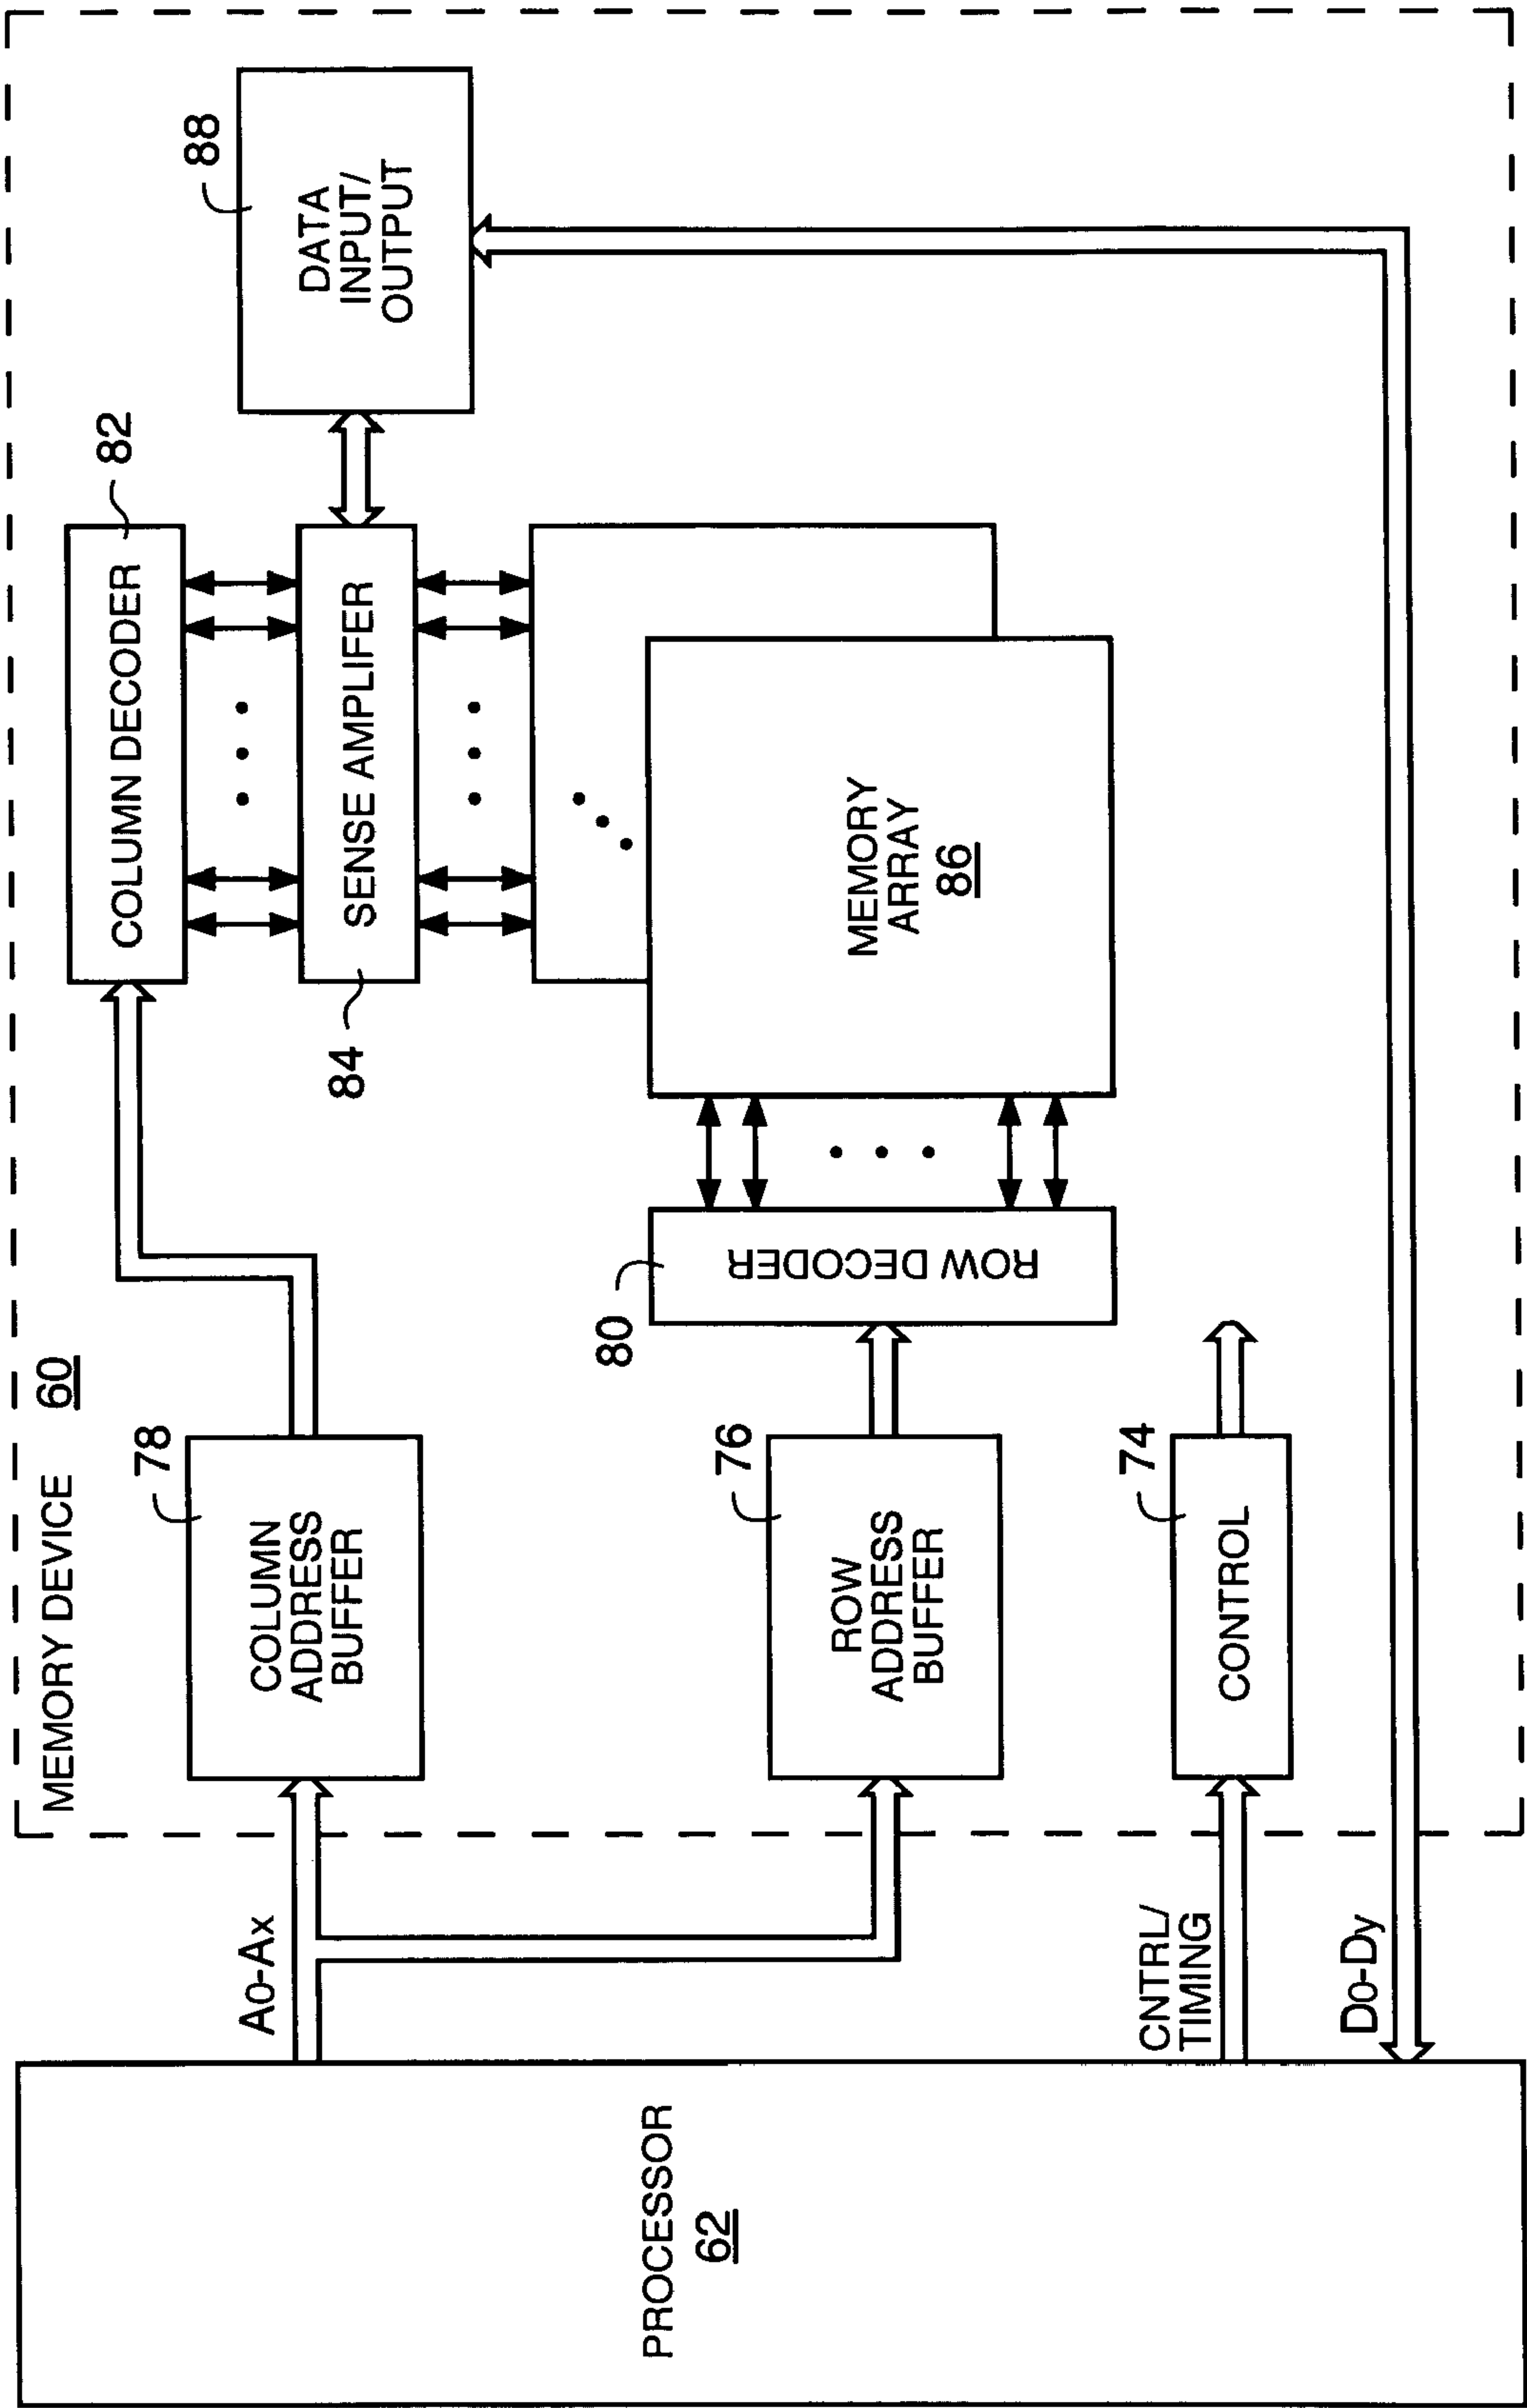 MEMORY DEVICE 60
PROCESSOR
62
A0-Ax
CNTRL/
TIMING
D0-Dy
78
COLUMN
ADDRESS
BUFFER
76
ROW
ADDRESS
BUFFER
74
CONTROL
80
ROW DECODER
COLUMN DECODER
82
SENSE AMPLIFER
84
MEMORY
ARRAY
86
88
DATA
INPUT/
OUTPUT